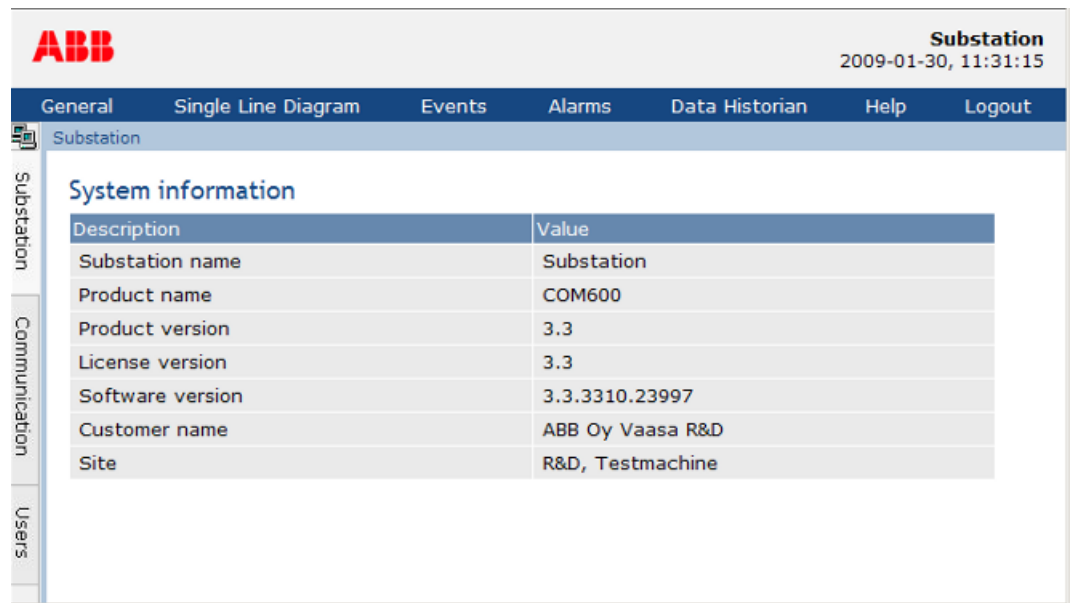 ABB
Substation
2009-01-30, 11:31:15
General Single Line Diagram Events Alarms Data Historian Help Logout
Substation
Substation
Communication
Users
System information
Description Value
Substation name Substation
Product name COM600
Product version 3.3
License version 3.3
Software version 3.3.3310.23997
Customer name ABB Oy Vaasa R&D
Site R&D, Testmachine